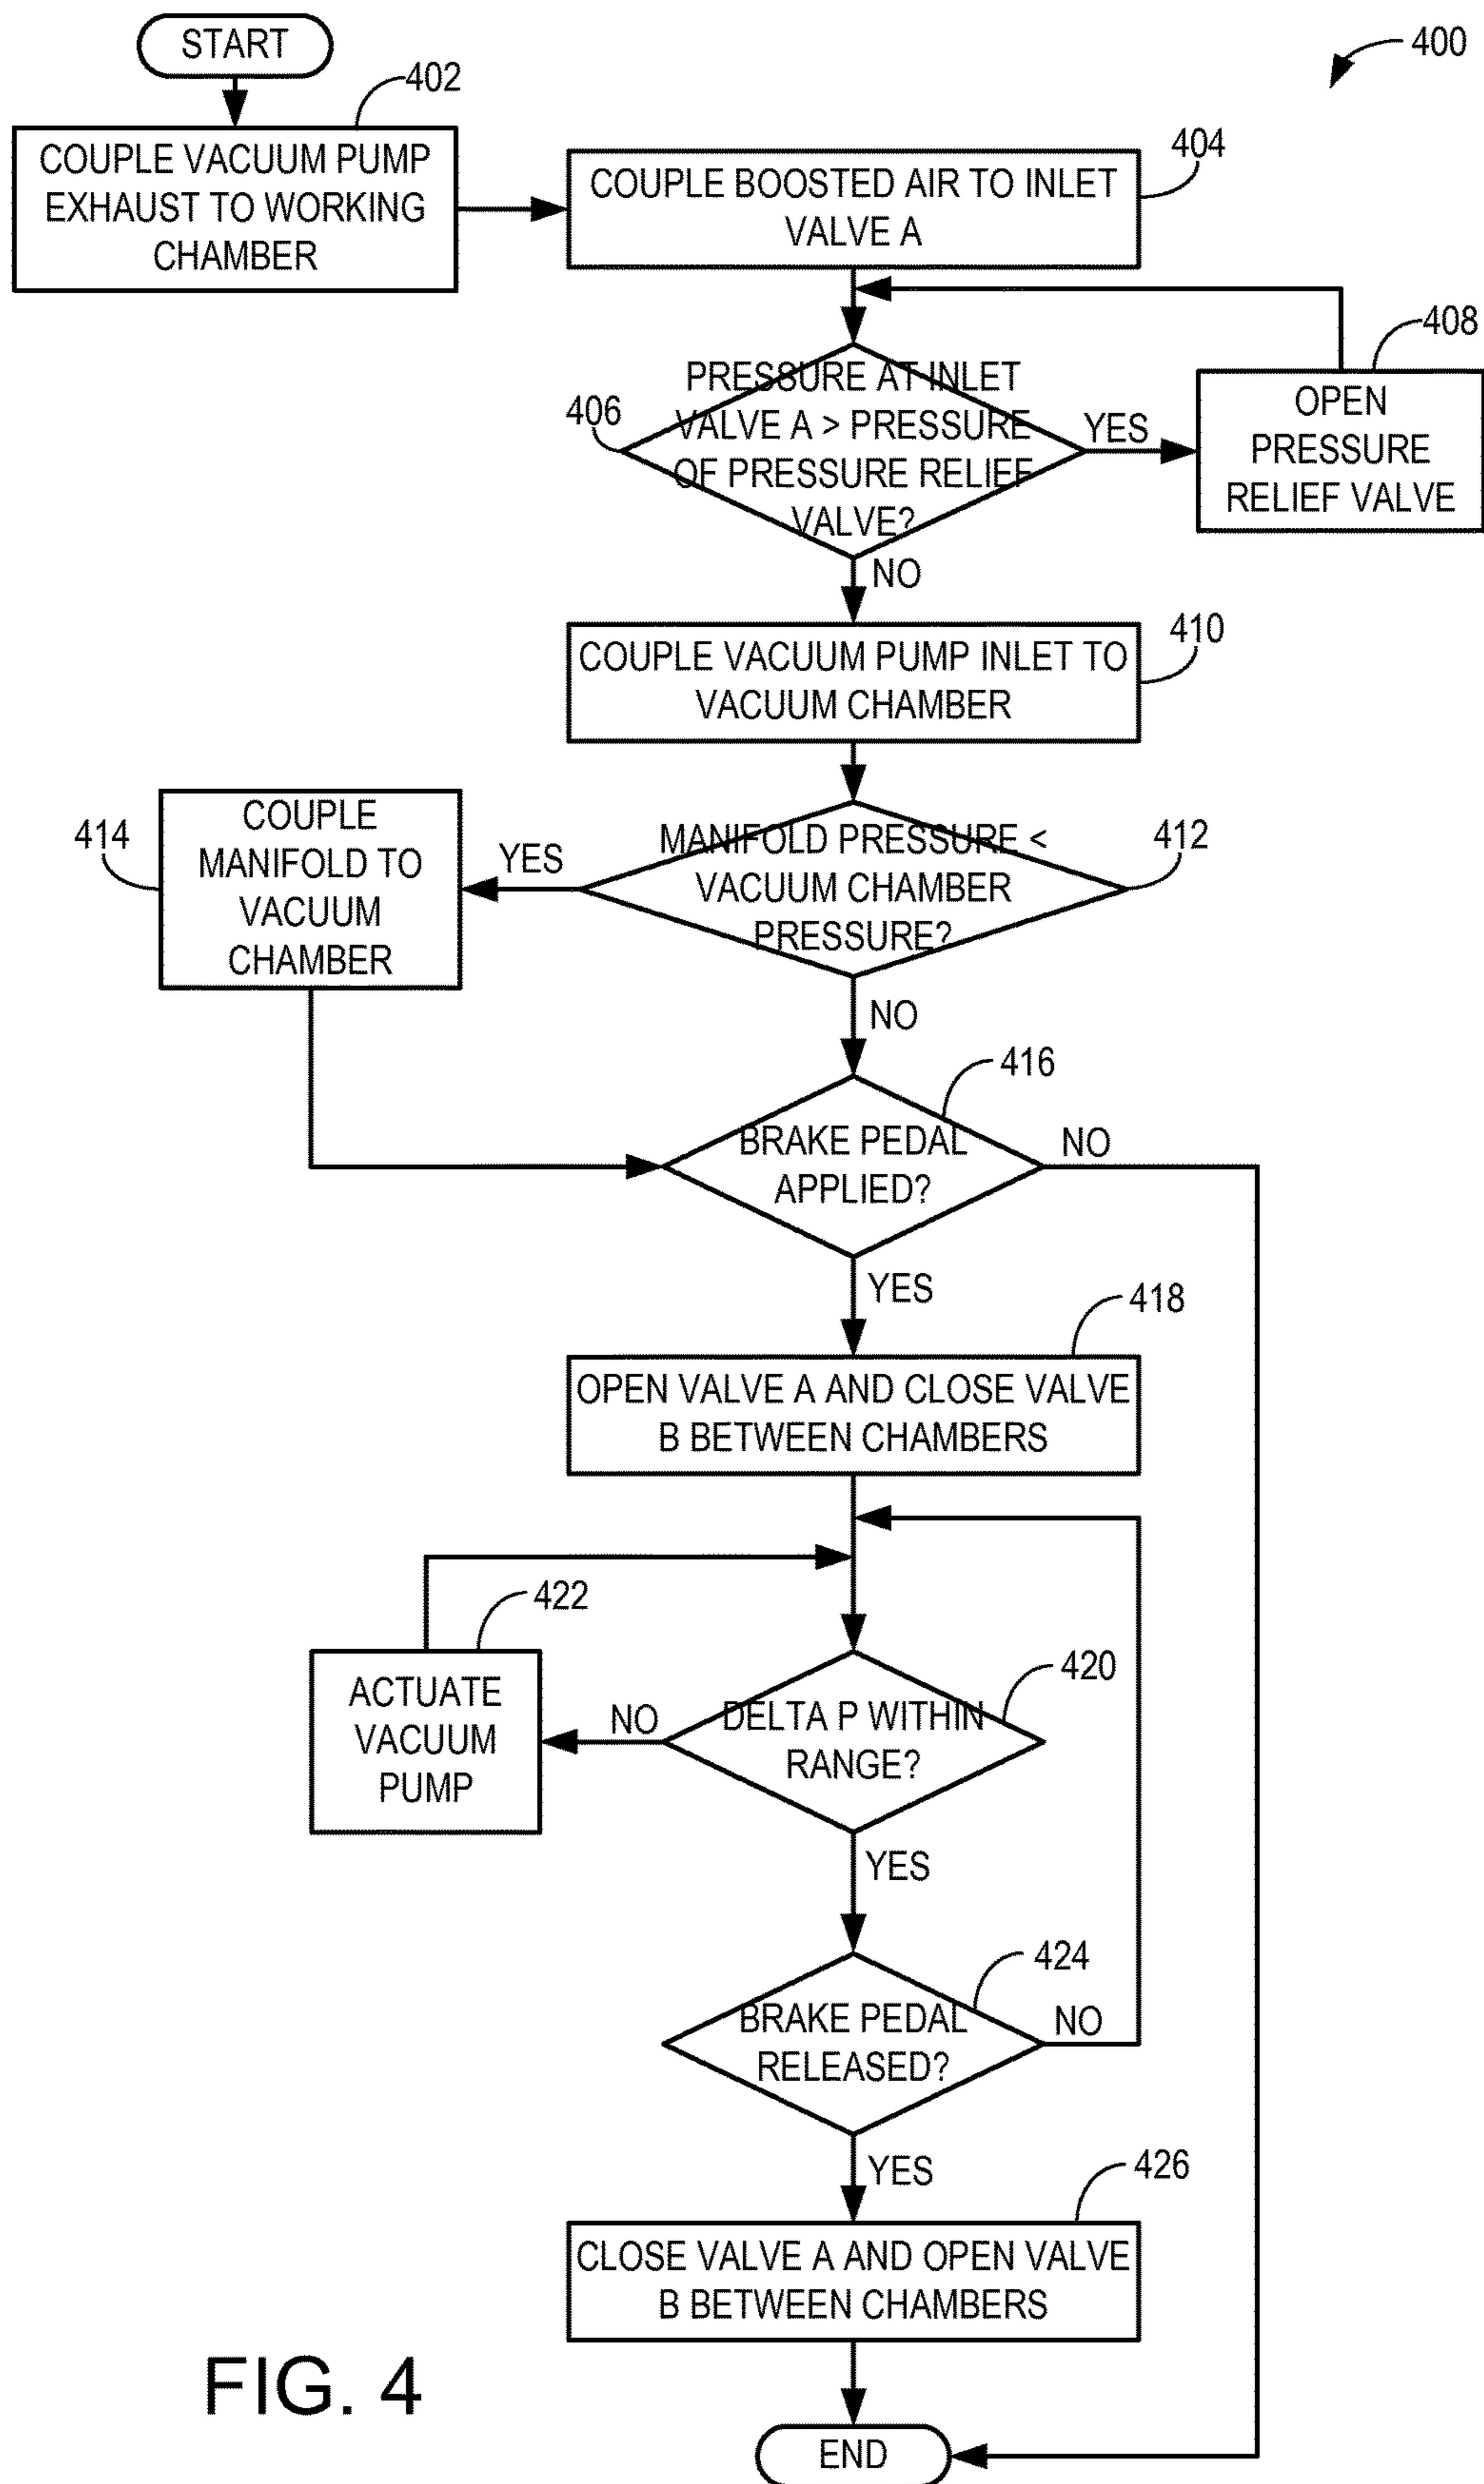 START
400
402
COUPLE VACUUM PUMP
EXHAUST TO WORKING
CHAMBER
404
COUPLE BOOSTED AIR TO INLET
VALVE A
406
PRESSURE AT INLET
VALVE A > PRESSURE
OF PRESSURE RELIEF
VALVE?
YES
408
OPEN
PRESSURE
RELIEF VALVE
NO
410
COUPLE VACUUM PUMP INLET TO
VACUUM CHAMBER
412
MANIFOLD PRESSURE <
VACUUM CHAMBER
PRESSURE?
YES
414
COUPLE
MANIFOLD TO
VACUUM
CHAMBER
NO
416
BRAKE PEDAL
APPLIED?
NO
YES
418
OPEN VALVE A AND CLOSE VALVE
B BETWEEN CHAMBERS
422
ACTUATE
VACUUM
PUMP
NO
420
DELTA P WITHIN
RANGE?
YES
424
BRAKE PEDAL
RELEASED?
NO
YES
426
CLOSE VALVE A AND OPEN VALVE
B BETWEEN CHAMBERS
FIG. 4
END